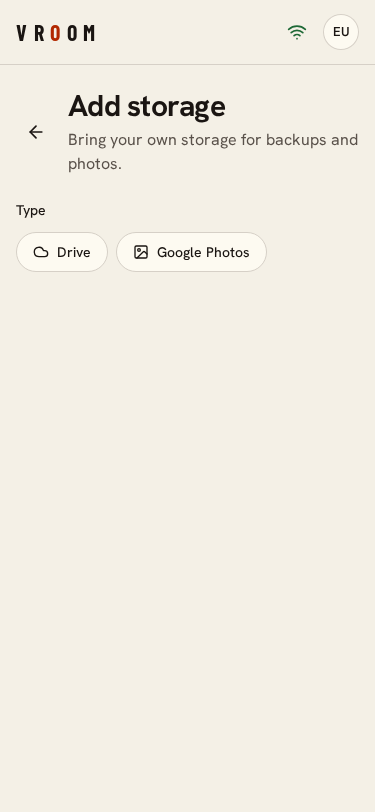 VROOM
EU
Add storage
Bring your own storage for backups and
photos.
Type
Drive
Google Photos